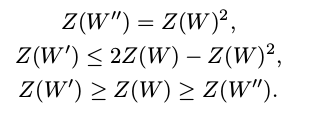 Z(W″) = Z(W)²,
Z(W′) ≤ 2Z(W) − Z(W)²,
Z(W′) ≥ Z(W) ≥ Z(W″).